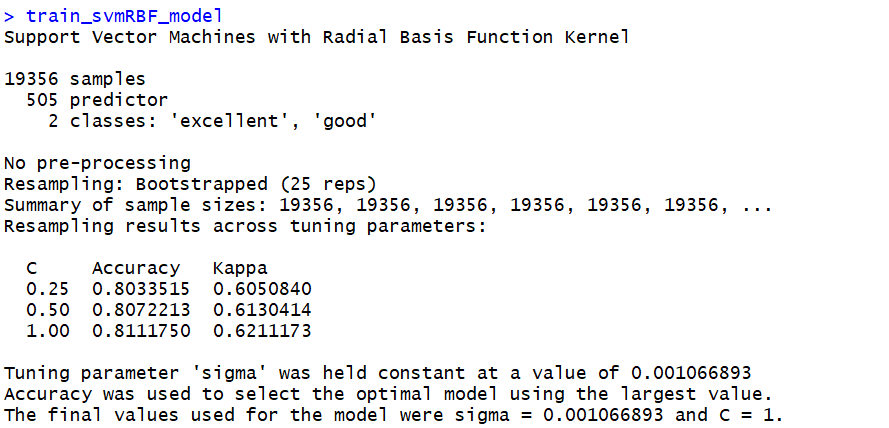 > train_svmRBF_model
Support Vector Machines with Radial Basis Function Kernel

19356 samples
  505 predictor
    2 classes: 'excellent', 'good'

No pre-processing
Resampling: Bootstrapped (25 reps)
Summary of sample sizes: 19356, 19356, 19356, 19356, 19356, 19356, ...
Resampling results across tuning parameters:

  C     Accuracy   Kappa
  0.25  0.8033515  0.6050840
  0.50  0.8072213  0.6130414
  1.00  0.8111750  0.6211173

Tuning parameter 'sigma' was held constant at a value of 0.001066893
Accuracy was used to select the optimal model using the largest value.
The final values used for the model were sigma = 0.001066893 and C = 1.